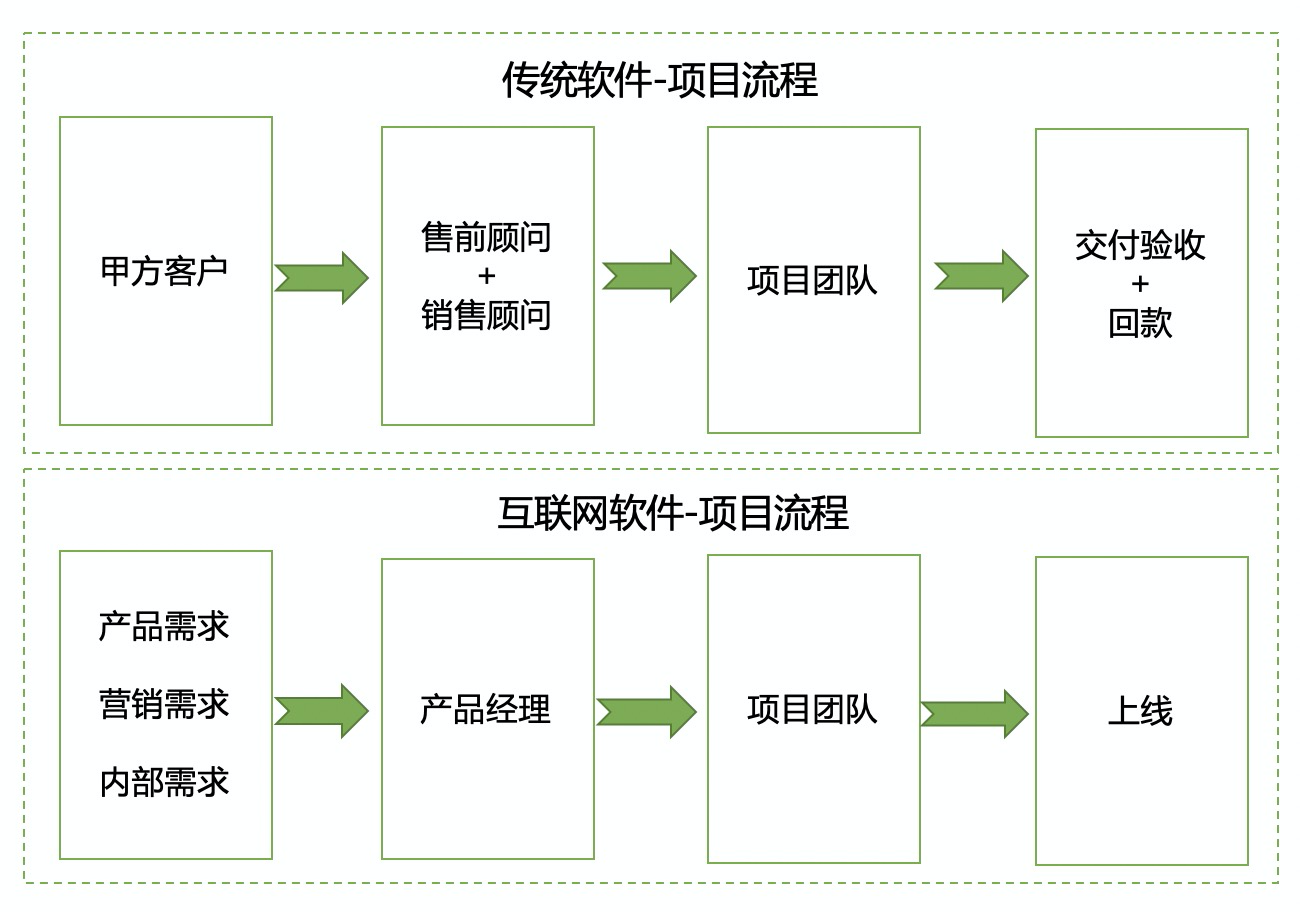 传统软件-项目流程
甲方客户
售前顾问
+
销售顾问
项目团队
交付验收
+
回款
互联网软件-项目流程
产品需求
营销需求
内部需求
产品经理
项目团队
上线